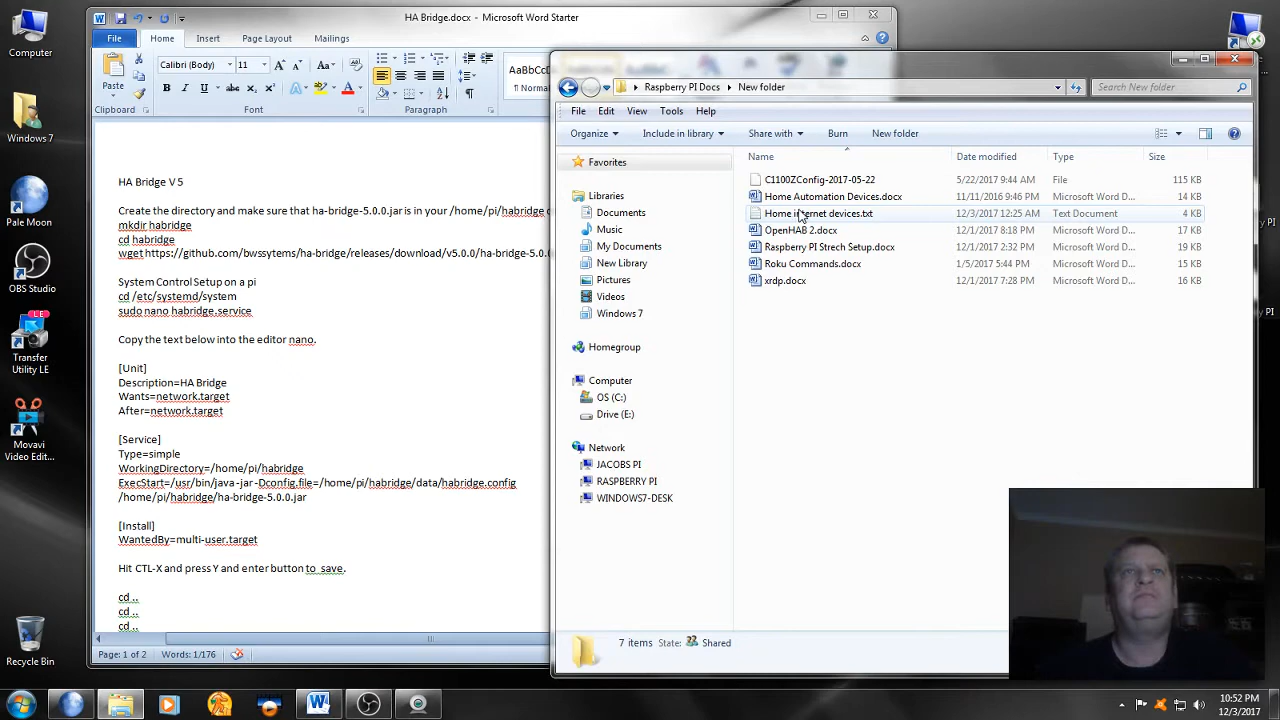 HA Bridge.docx - Microsoft Word Starter
File
Home
Insert
Page Layout
Mailings
Paste
Calibri (Body)
11
AaBbCcD
¶ Normal
Clipboard
Font
Paragraph
HA Bridge V 5
Create the directory and make sure that ha-bridge-5.0.0.jar is in your /home/pi/habridge
mkdir habridge
cd habridge
wget https://github.com/bwssytems/ha-bridge/releases/download/v5.0.0/ha-bridge-5.0.
System Control Setup on a pi
cd /etc/systemd/system
sudo nano habridge.service
Copy the text below into the editor nano.
[Unit]
Description=HA Bridge
Wants=network.target
After=network.target
[Service]
Type=simple
WorkingDirectory=/home/pi/habridge
ExecStart=/usr/bin/java -jar -Dconfig.file=/home/pi/habridge/data/habridge.config
/home/pi/habridge/ha-bridge-5.0.0.jar
[Install]
WantedBy=multi-user.target
Hit CTL-X and press Y and enter button to save.
cd ..
cd ..
cd ..
Page: 1 of 2
Words: 1/176
Raspberry PI Docs
New folder
Search New folder
File
Edit
View
Tools
Help
Organize
Include in library
Share with
Burn
New folder
Favorites
Libraries
Documents
Music
My Documents
New Library
Pictures
Videos
Windows 7
Homegroup
Computer
OS (C:)
Drive (E:)
Network
JACOBS PI
RASPBERRY PI
WINDOWS7-DESK
Name
Date modified
Type
Size
C1100ZConfig-2017-05-22 5/22/2017 9:44 AM File 115 KB
Home Automation Devices.docx 11/11/2016 9:46 PM Microsoft Word D... 14 KB
Home internet devices.txt 12/3/2017 12:25 AM Text Document 4 KB
OpenHAB 2.docx 12/1/2017 8:18 PM Microsoft Word D... 17 KB
Raspberry PI Strech Setup.docx 12/1/2017 2:32 PM Microsoft Word D... 19 KB
Roku Commands.docx 1/5/2017 5:44 PM Microsoft Word D... 15 KB
xrdp.docx 12/1/2017 7:28 PM Microsoft Word D... 16 KB
7 items State: Shared
Computer
Windows 7
Pale Moon
OBS Studio
Transfer
Utility LE
Movavi
Video Edit...
Recycle Bin
10:52 PM
12/3/2017